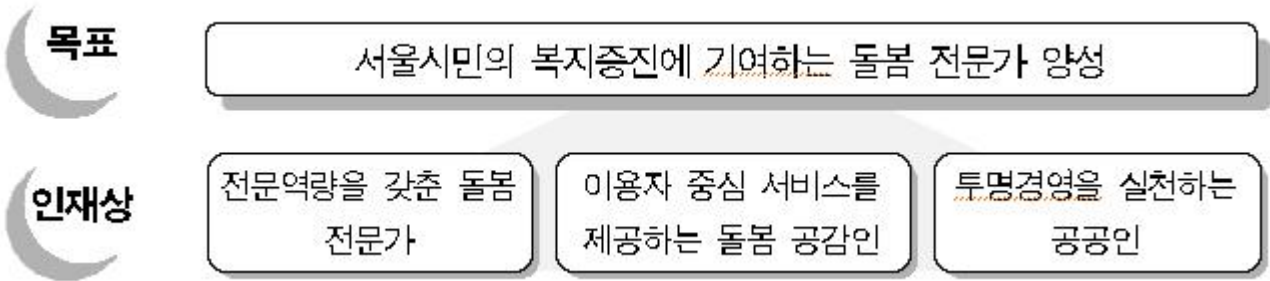 목표
서울시민의 복지증진에 기여하는 돌봄 전문가 양성
인재상
전문역량을 갖춘 돌봄
전문가
이용자 중심 서비스를
제공하는 돌봄 공감인
투명경영을 실천하는
공공인